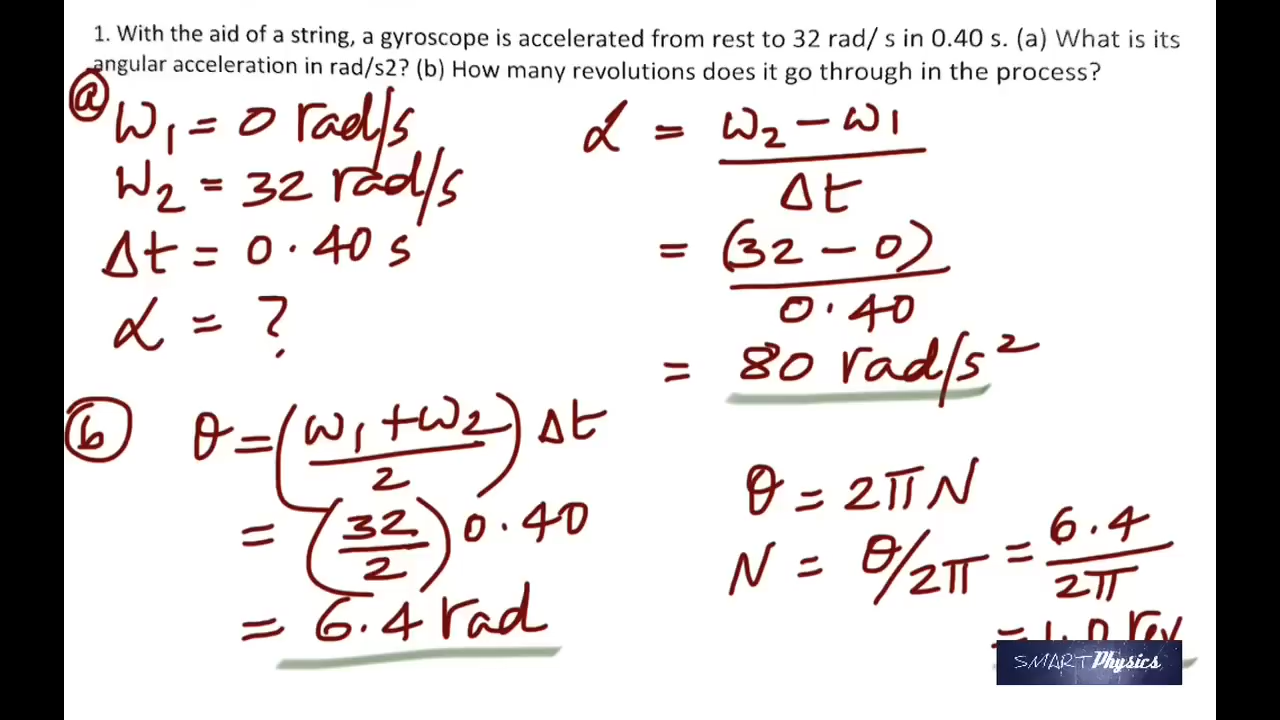 1. With the aid of a string, a gyroscope is accelerated from rest to 32 rad/ s in 0.40 s. (a) What is its
angular acceleration in rad/s2? (b) How many revolutions does it go through in the process?
(a)
ω₁ = 0 rad/s
ω₂ = 32 rad/s
Δt = 0.40 s
α = ?
α = (ω₂ − ω₁)/Δt
= (32 − 0)/0.40
= 80 rad/s²
(b)
θ = ((ω₁ + ω₂)/2) Δt
= (32/2) 0.40
= 6.4 rad
θ = 2πN
N = θ/2π = 6.4/2π
= 1.0 rev
SMART Physics